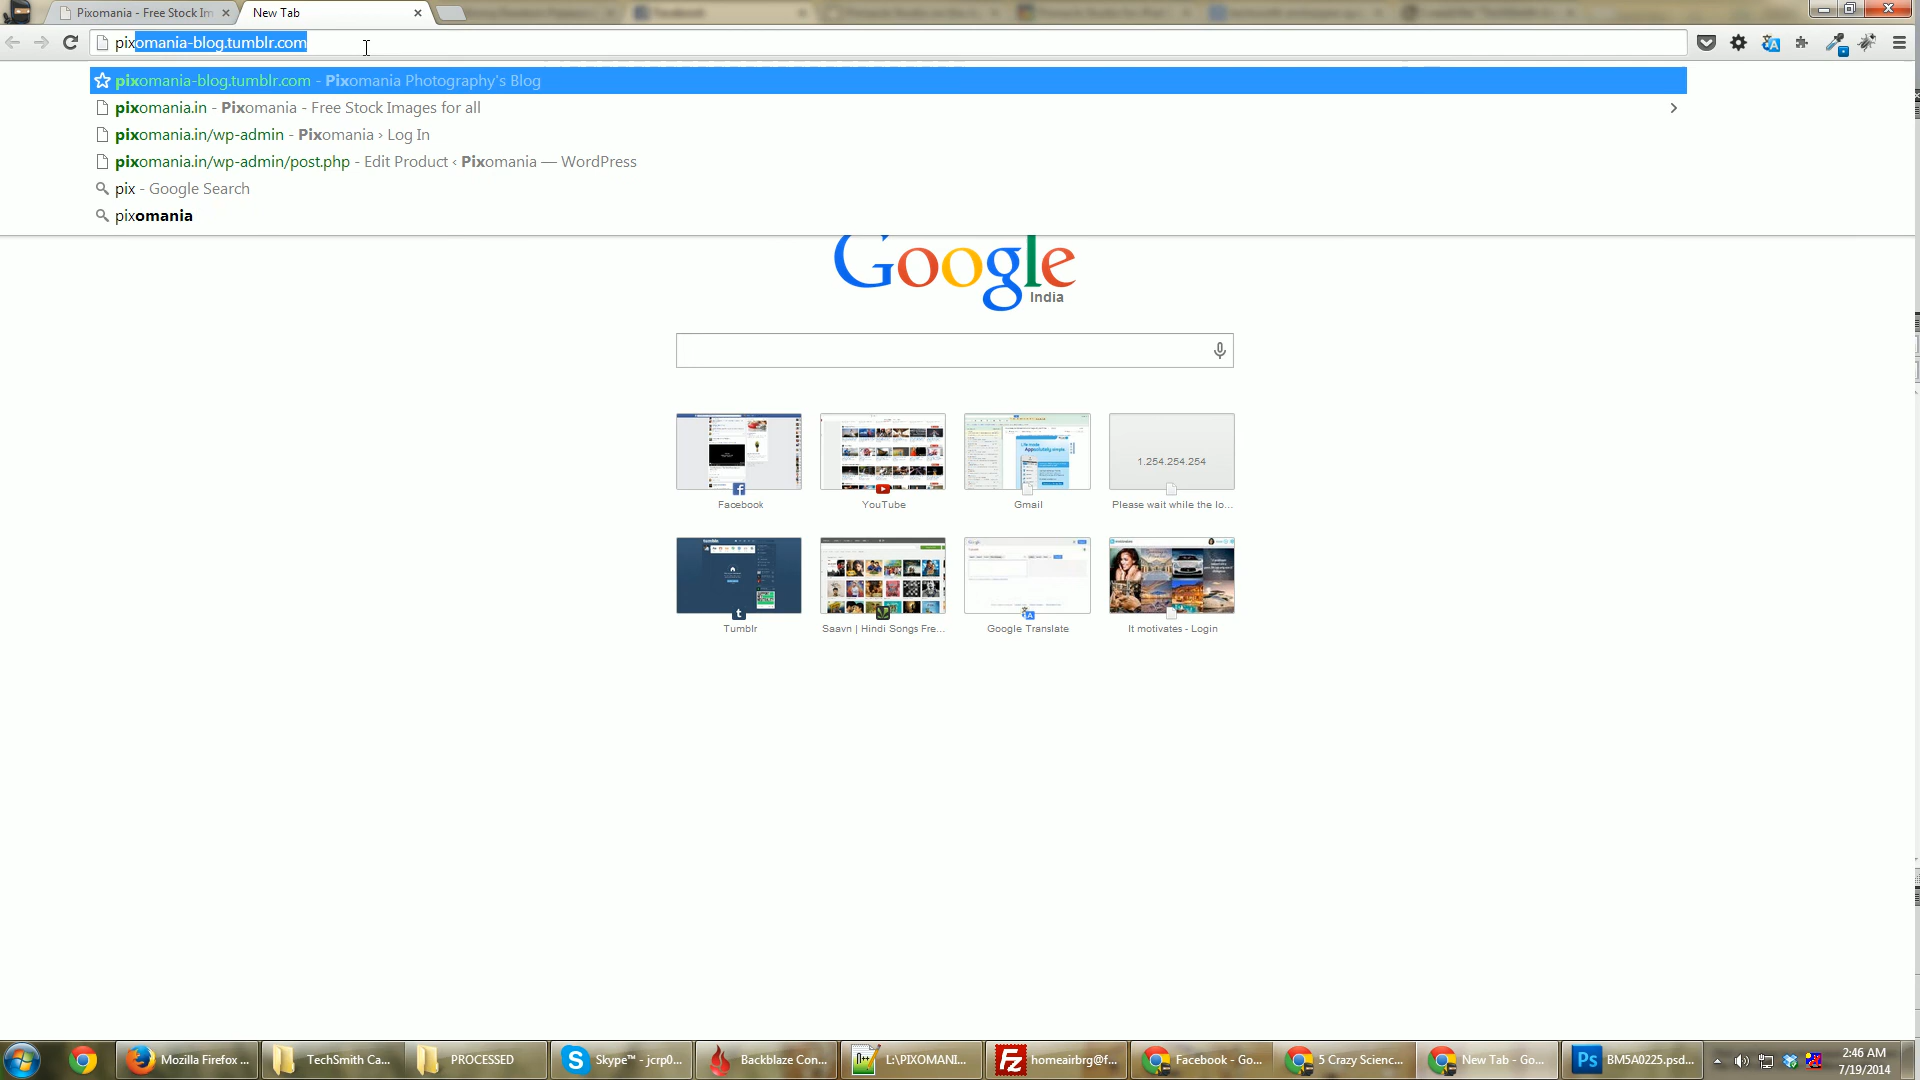 Pixomania - Free Stock Im
New Tab
pixomania-blog.tumblr.com
pixomania-blog.tumblr.com - Pixomania Photography's Blog
pixomania.in - Pixomania - Free Stock Images for all
pixomania.in/wp-admin - Pixomania › Log In
pixomania.in/wp-admin/post.php - Edit Product ‹ Pixomania — WordPress
pix - Google Search
pixomania
Google
India
1.254.254.254
Facebook
YouTube
Gmail
Please wait while the lo...
Tumblr
Saavn | Hindi Songs Fre...
Google Translate
It motivates - Login
Mozilla Firefox ...
TechSmith Ca...
PROCESSED
Skype™ - jcrp0...
Backblaze Con...
L:\PIXOMANI...
homeairbrg@f...
Facebook - Go...
5 Crazy Scienc...
New Tab - Go...
BM5A0225.psd...
2:46 AM
7/19/2014